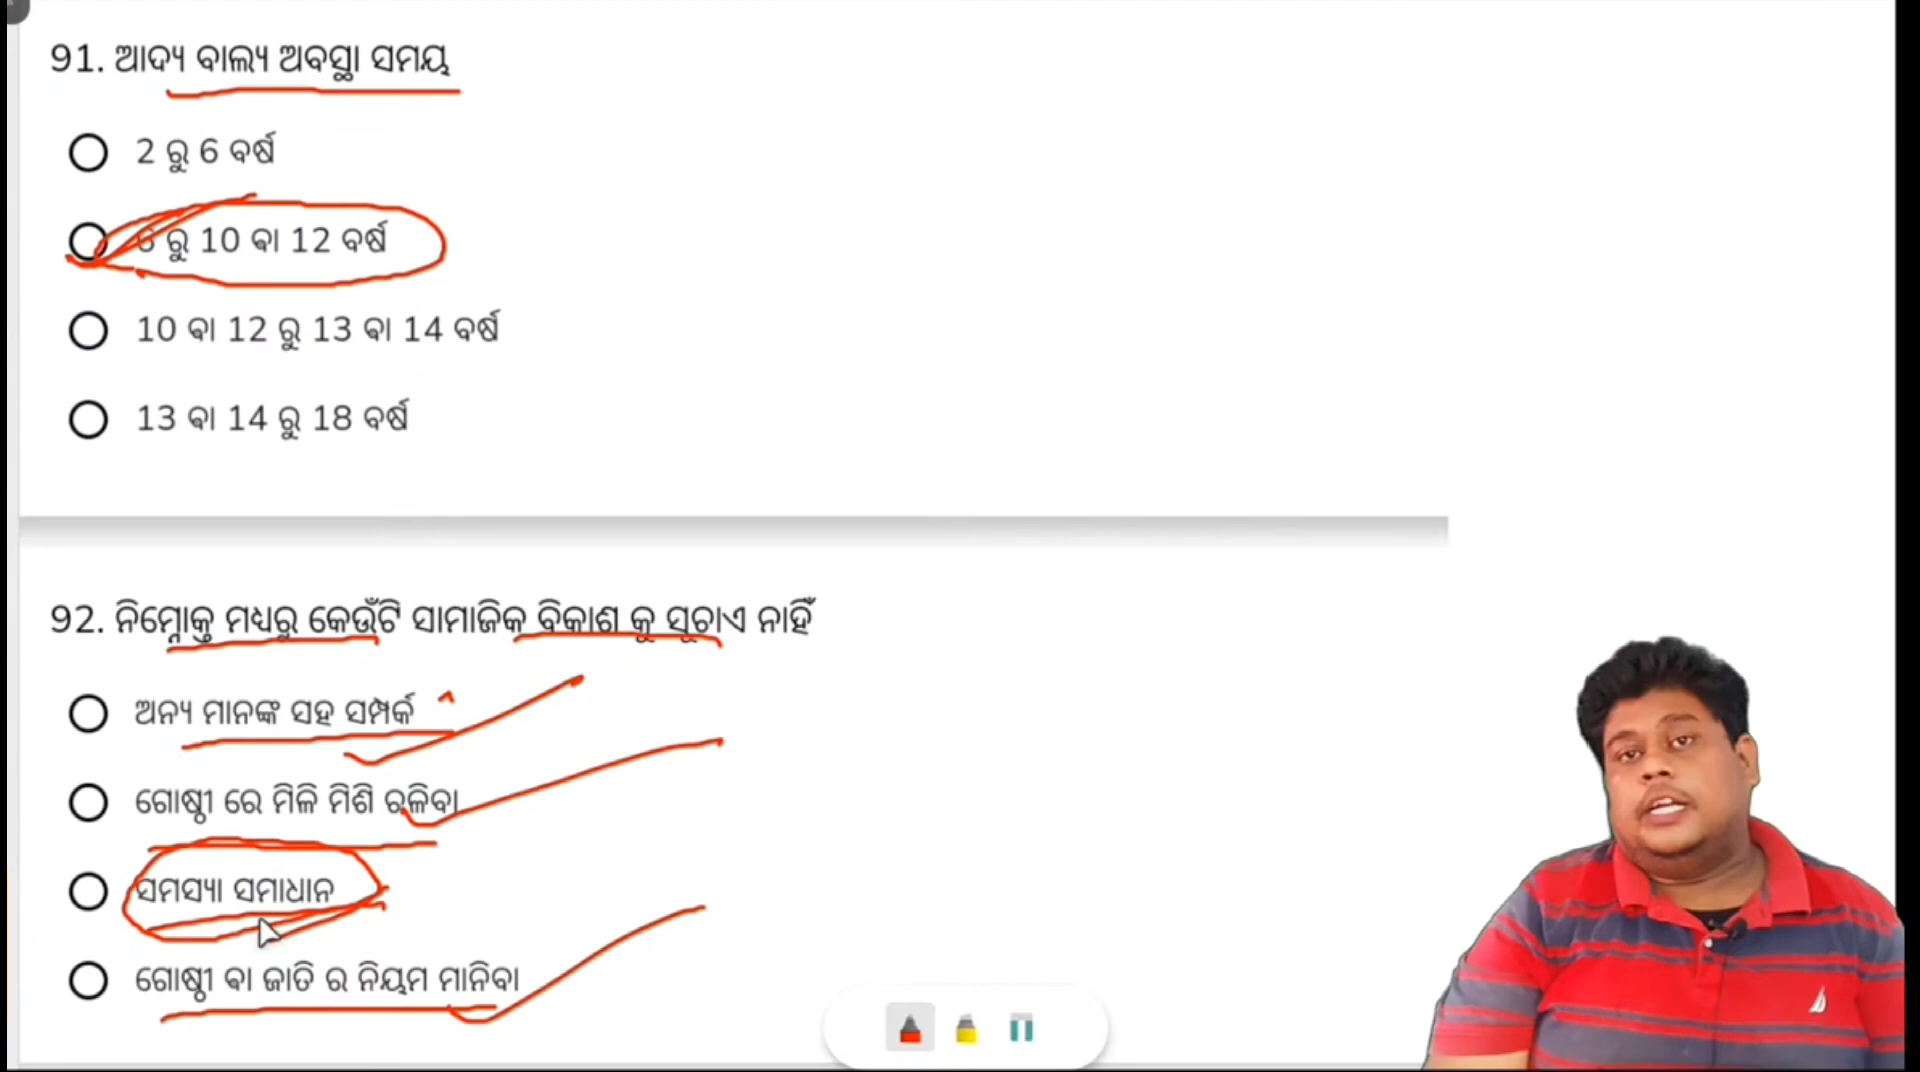 91. ଆଦ୍ୟ ବାଲ୍ୟ ଅବସ୍ଥା ସମୟ
2 ରୁ 6 ବର୍ଷ
6 ରୁ 10 ଵା 12 ବର୍ଷ
10 ଵା 12 ରୁ 13 ଵା 14 ବର୍ଷ
13 ଵା 14 ରୁ 18 ବର୍ଷ
92. ନିମ୍ନୋକ୍ତ ମଧ୍ୟରୁ କେଉଁଟି ସାମାଜିକ ବିକାଶ କୁ ସୂଚାଏ ନାହିଁ
ଅନ୍ୟ ମାନଙ୍କ ସହ ସମ୍ପର୍କ
ଗୋଷ୍ଠୀ ରେ ମିଳି ମିଶି ଚଳିବା
ସମସ୍ୟା ସମାଧାନ
ଗୋଷ୍ଠୀ ଵା ଜାତି ର ନିୟମ ମାନିବା